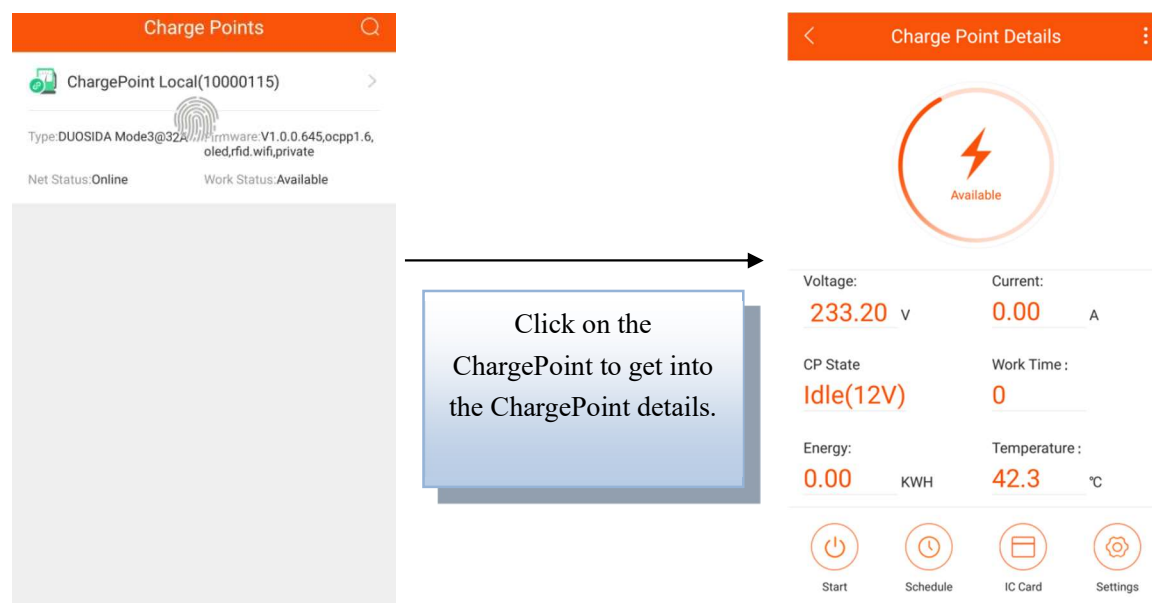 Charge Points
ChargePoint Local(10000115)
Type:DUOSIDA Mode3@32A Firmware:V1.0.0.645,ocpp1.6,
oled,rfid.wifi,private
Net Status:Online Work Status:Available
Click on the
ChargePoint to get into
the ChargePoint details.
Charge Point Details
Available
Voltage: Current:
233.20 V 0.00 A
CP State Work Time:
Idle(12V) 0
Energy: Temperature:
0.00 KWH 42.3 ℃
Start Schedule IC Card Settings